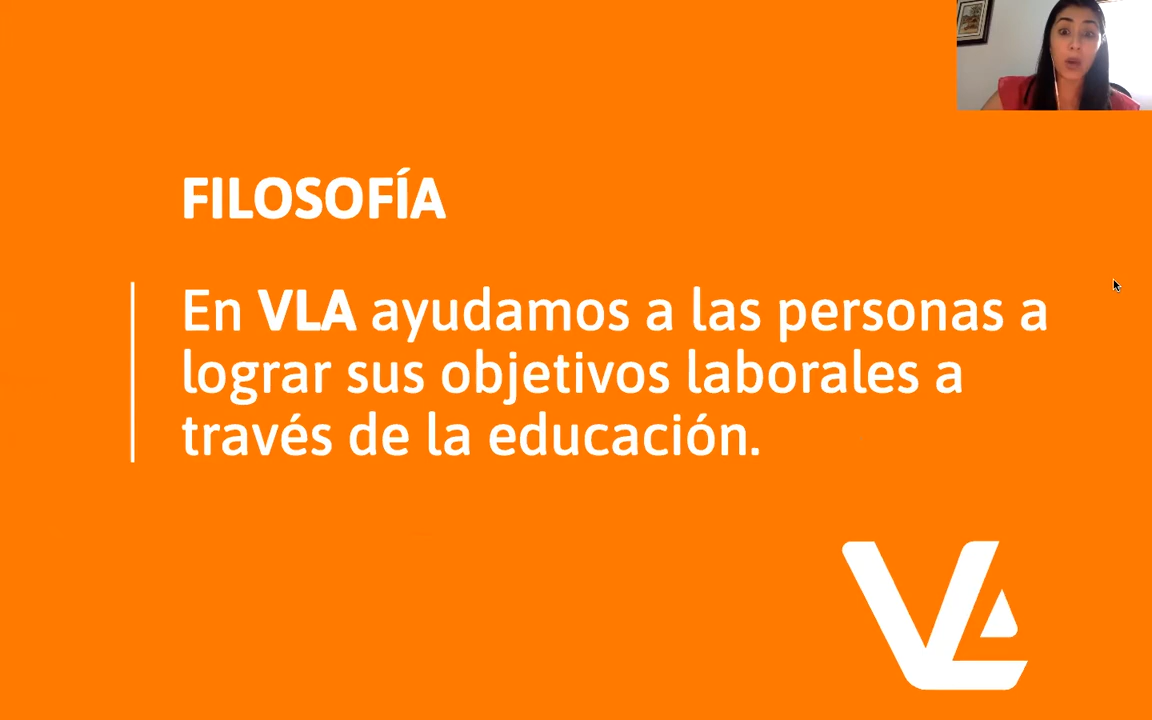 FILOSOFÍA
En VLA ayudamos a las personas a
lograr sus objetivos laborales a
través de la educación.
VLA